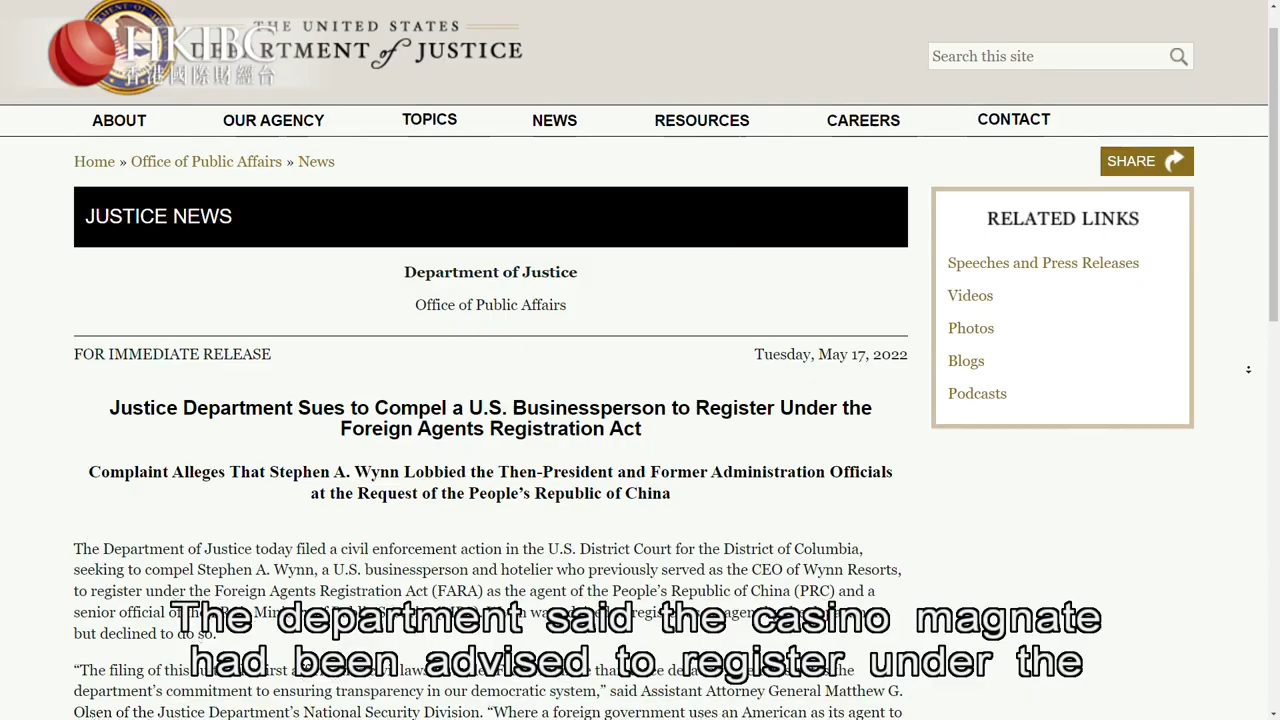 THE UNITED STATES
DEPARTMENT of JUSTICE
HKIBC
香港國際財經台
Search this site
ABOUT OUR AGENCY TOPICS NEWS RESOURCES CAREERS CONTACT
Home » Office of Public Affairs » News
SHARE
JUSTICE NEWS
RELATED LINKS
Speeches and Press Releases
Videos
Photos
Blogs
Podcasts
Department of Justice
Office of Public Affairs
FOR IMMEDIATE RELEASE Tuesday, May 17, 2022
Justice Department Sues to Compel a U.S. Businessperson to Register Under the
Foreign Agents Registration Act
Complaint Alleges That Stephen A. Wynn Lobbied the Then-President and Former Administration Officials
at the Request of the People’s Republic of China
The Department of Justice today filed a civil enforcement action in the U.S. District Court for the District of Columbia,
seeking to compel Stephen A. Wynn, a U.S. businessperson and hotelier who previously served as the CEO of Wynn Resorts,
to register under the Foreign Agents Registration Act (FARA) as the agent of the People’s Republic of China (PRC) and a
senior official of
but declined to do so.
“The filing of this
department’s commitment to ensuring transparency in our democratic system,” said Assistant Attorney General Matthew G.
Olsen of the Justice Department’s National Security Division. “Where a foreign government uses an American as its agent to
The department said the casino magnate
had been advised to register under the